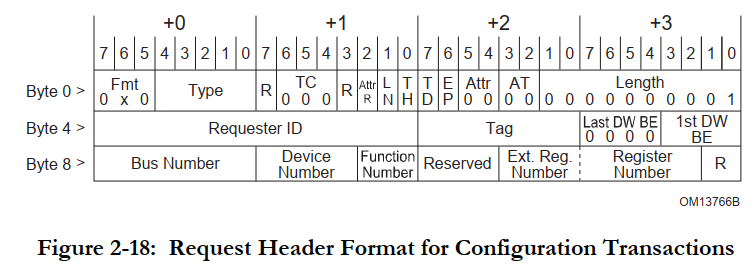 +0 +1 +2 +3
7 6 5 4 3 2 1 0 7 6 5 4 3 2 1 0 7 6 5 4 3 2 1 0 7 6 5 4 3 2 1 0
Fmt TC Attr L T T E Attr AT Length
Byte 0 > Type R R R N H D P
0 x 0 0 0 0 0 0 0 0 0 0 0 0 0 0 0 0 0 0 1
Byte 4 > Requester ID Tag Last DW BE 1st DW
0 0 0 0 BE
Byte 8 > Bus Number Device Function Reserved Ext. Reg. Register R
Number Number Number Number
OM13766B
Figure 2-18: Request Header Format for Configuration Transactions